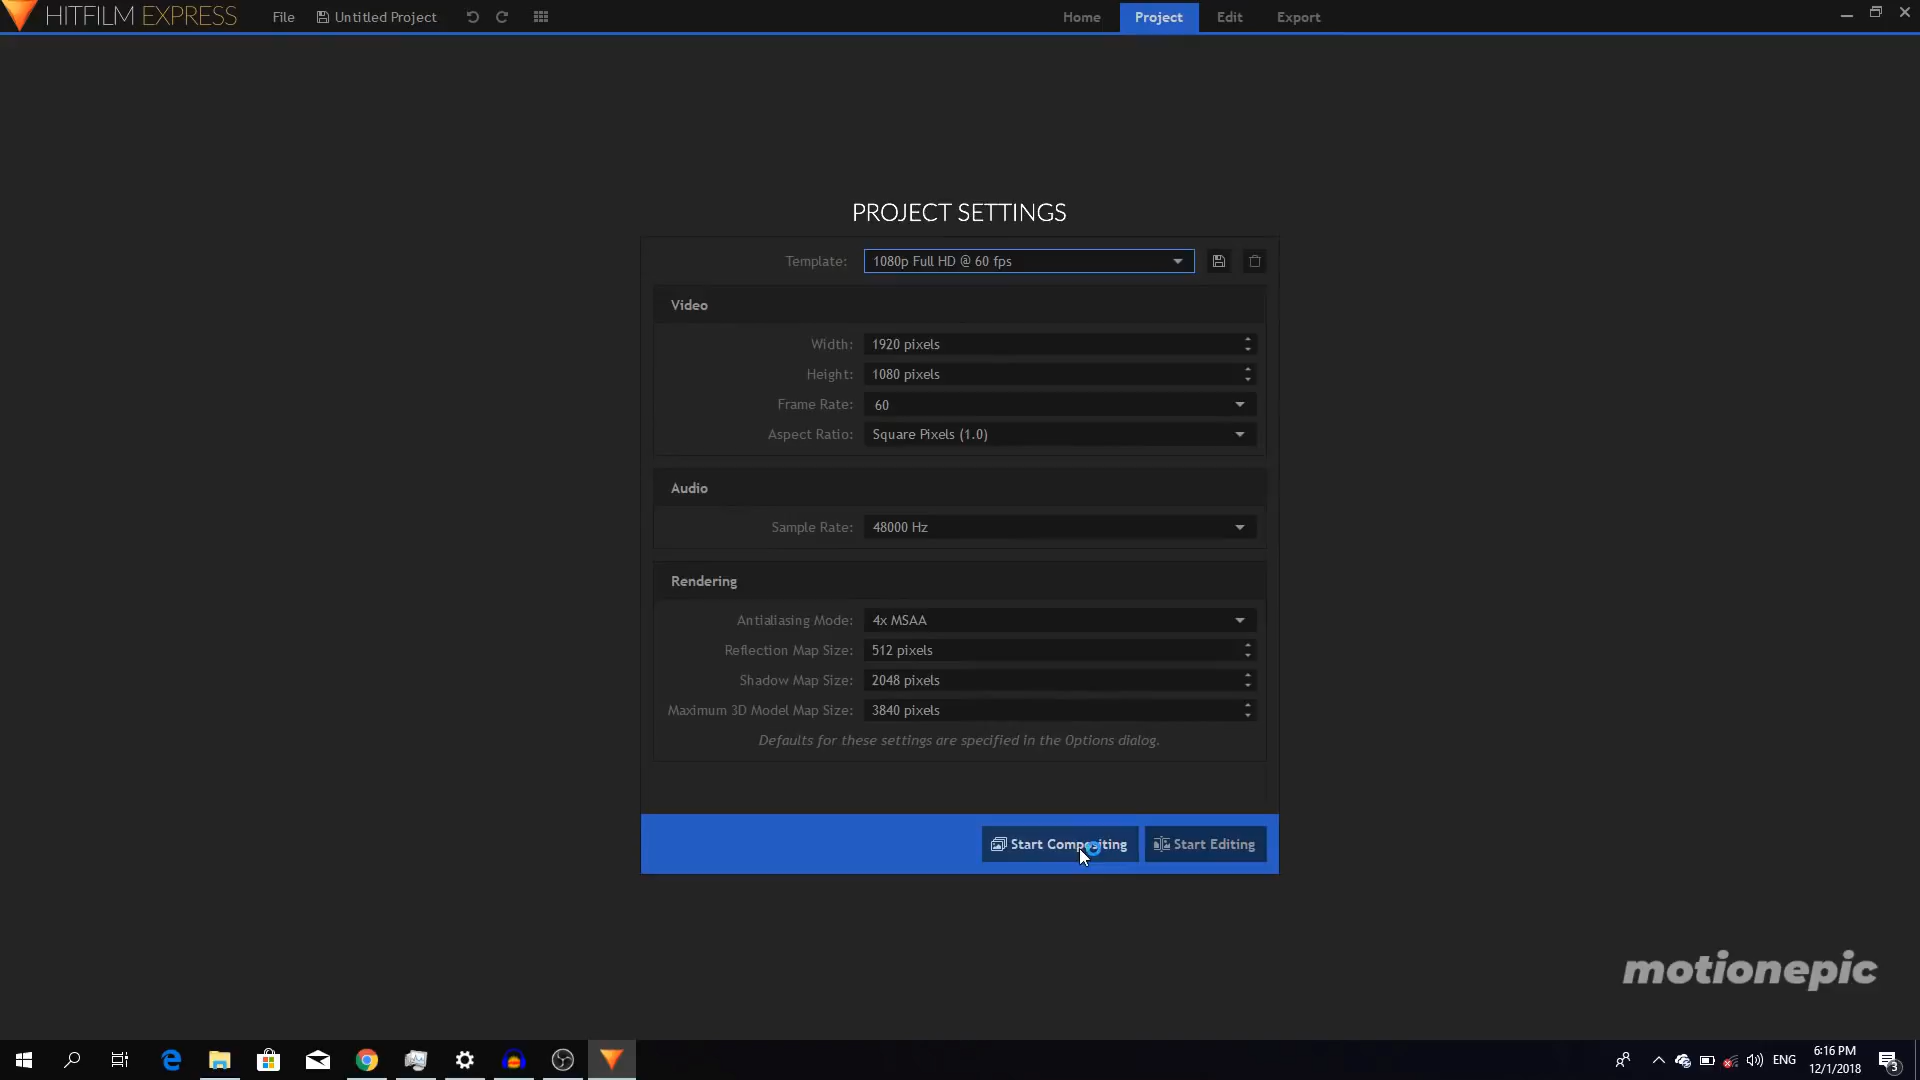 HITFILM EXPRESS File Untitled Project Home Project Edit Export
PROJECT SETTINGS
Template: 1080p Full HD @ 60 fps
Video
Width: 1920 pixels
Height: 1080 pixels
Frame Rate: 60
Aspect Ratio: Square Pixels (1.0)
Audio
Sample Rate: 48000 Hz
Rendering
Antialiasing Mode: 4x MSAA
Reflection Map Size: 512 pixels
Shadow Map Size: 2048 pixels
Maximum 3D Model Map Size: 3840 pixels
Defaults for these settings are specified in the Options dialog.
Start Compositing Start Editing
motionepic
ENG 6:16 PM
12/1/2018 3